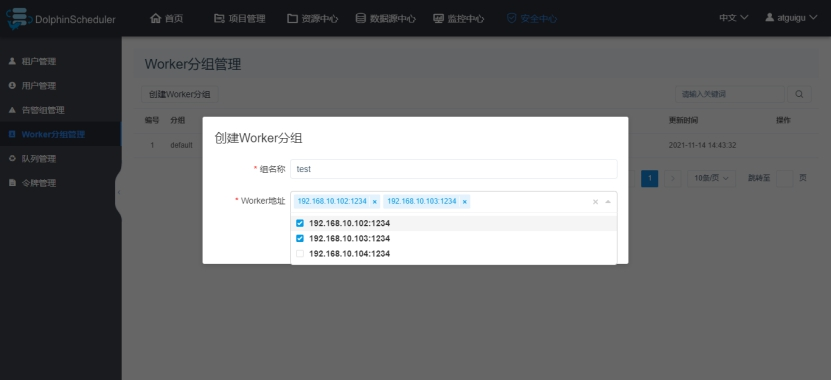 DolphinScheduler 首页 项目管理 资源中心 数据源中心 监控中心 安全中心 中文 atguigu
租户管理
用户管理
告警组管理
Worker分组管理
队列管理
令牌管理
Worker分组管理
创建Worker分组 请输入关键词
编号 分组 更新时间 操作
1 default 2021-11-14 14:43:32
1 10条/页 跳转至 页
创建Worker分组
* 组名称 test
* Worker地址 192.168.10.102:1234 × 192.168.10.103:1234 ×
192.168.10.102:1234
192.168.10.103:1234
192.168.10.104:1234